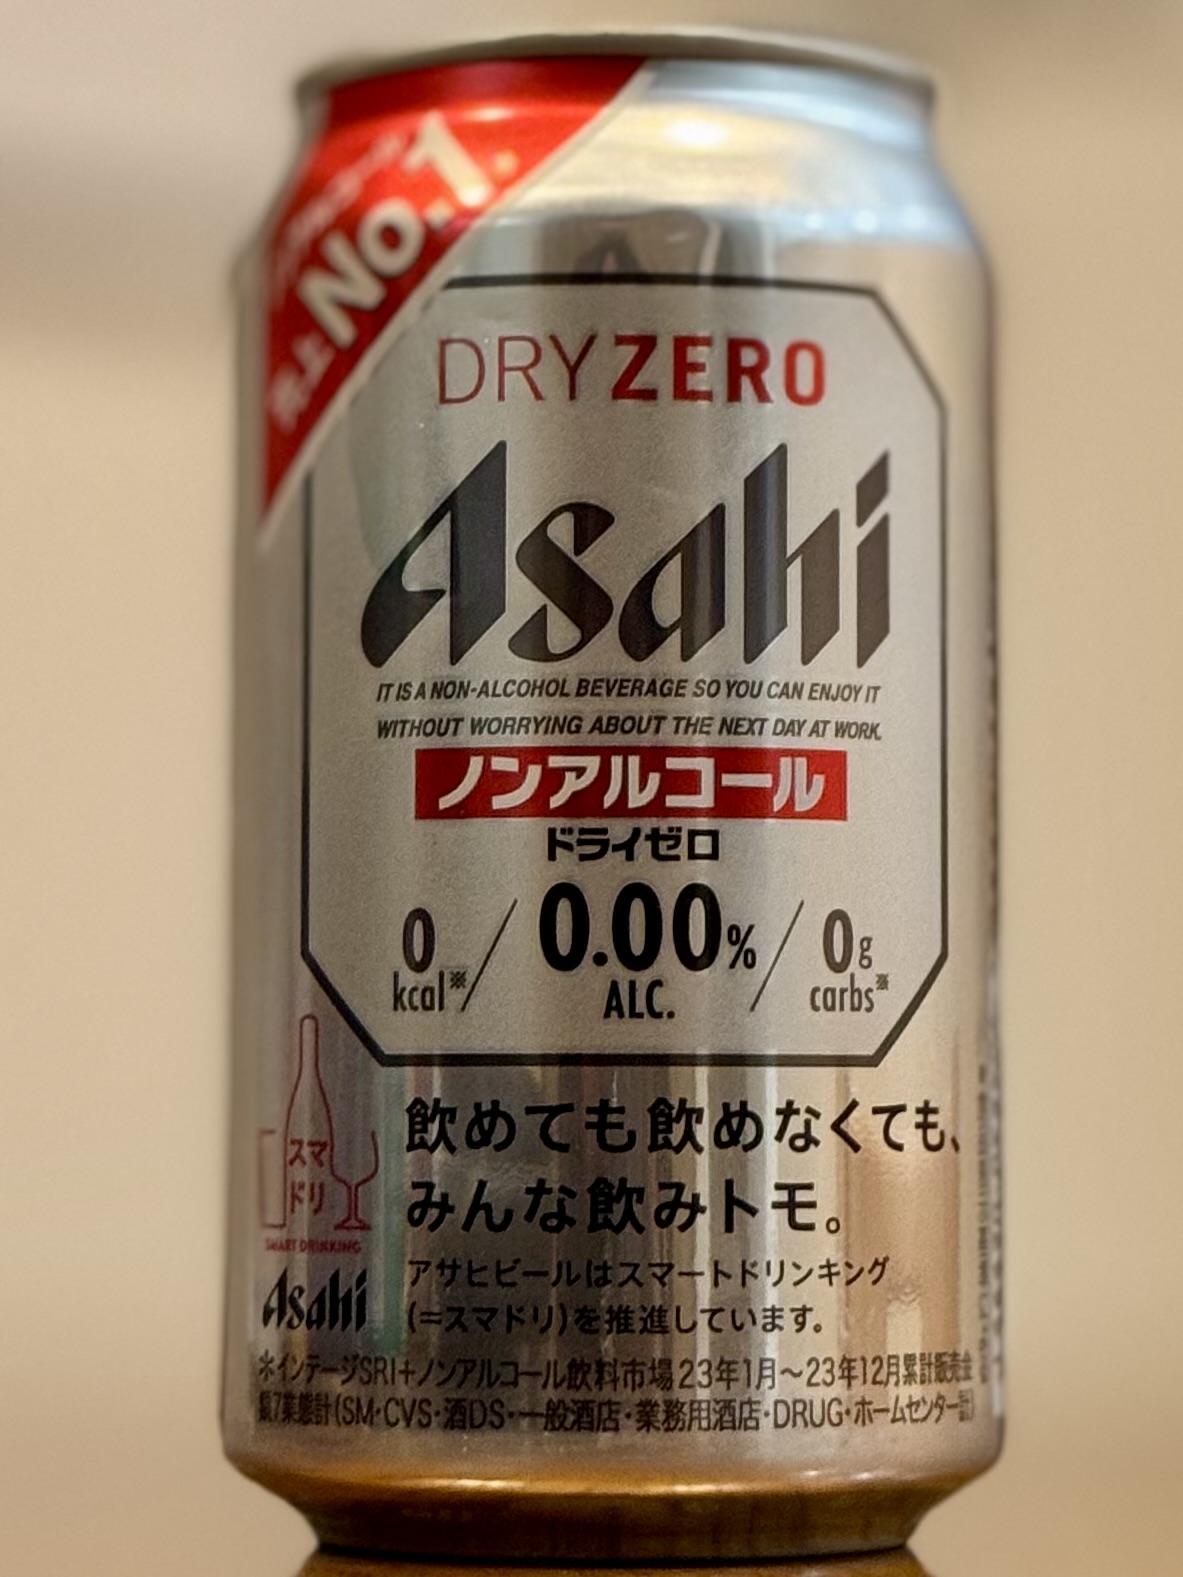 No.1
DRY ZERO
Asahi
IT IS A NON-ALCOHOL BEVERAGE SO YOU CAN ENJOY IT
WITHOUT WORRYING ABOUT THE NEXT DAY AT WORK.
ノンアルコール
ドライゼロ
0 kcal※ / 0.00% ALC. / 0g carbs※
飲めても飲めなくても、
みんな飲みトモ。
スマ
ドリ
SMART DRINKING
Asahi
アサヒビールはスマートドリンキング
(=スマドリ)を推進しています。
*インテージSRI+ノンアルコール飲料市場23年1月～23年12月累計販売金
額7業態計(SM・CVS・酒DS・一般酒店・業務用酒店・DRUG・ホームセンター計)